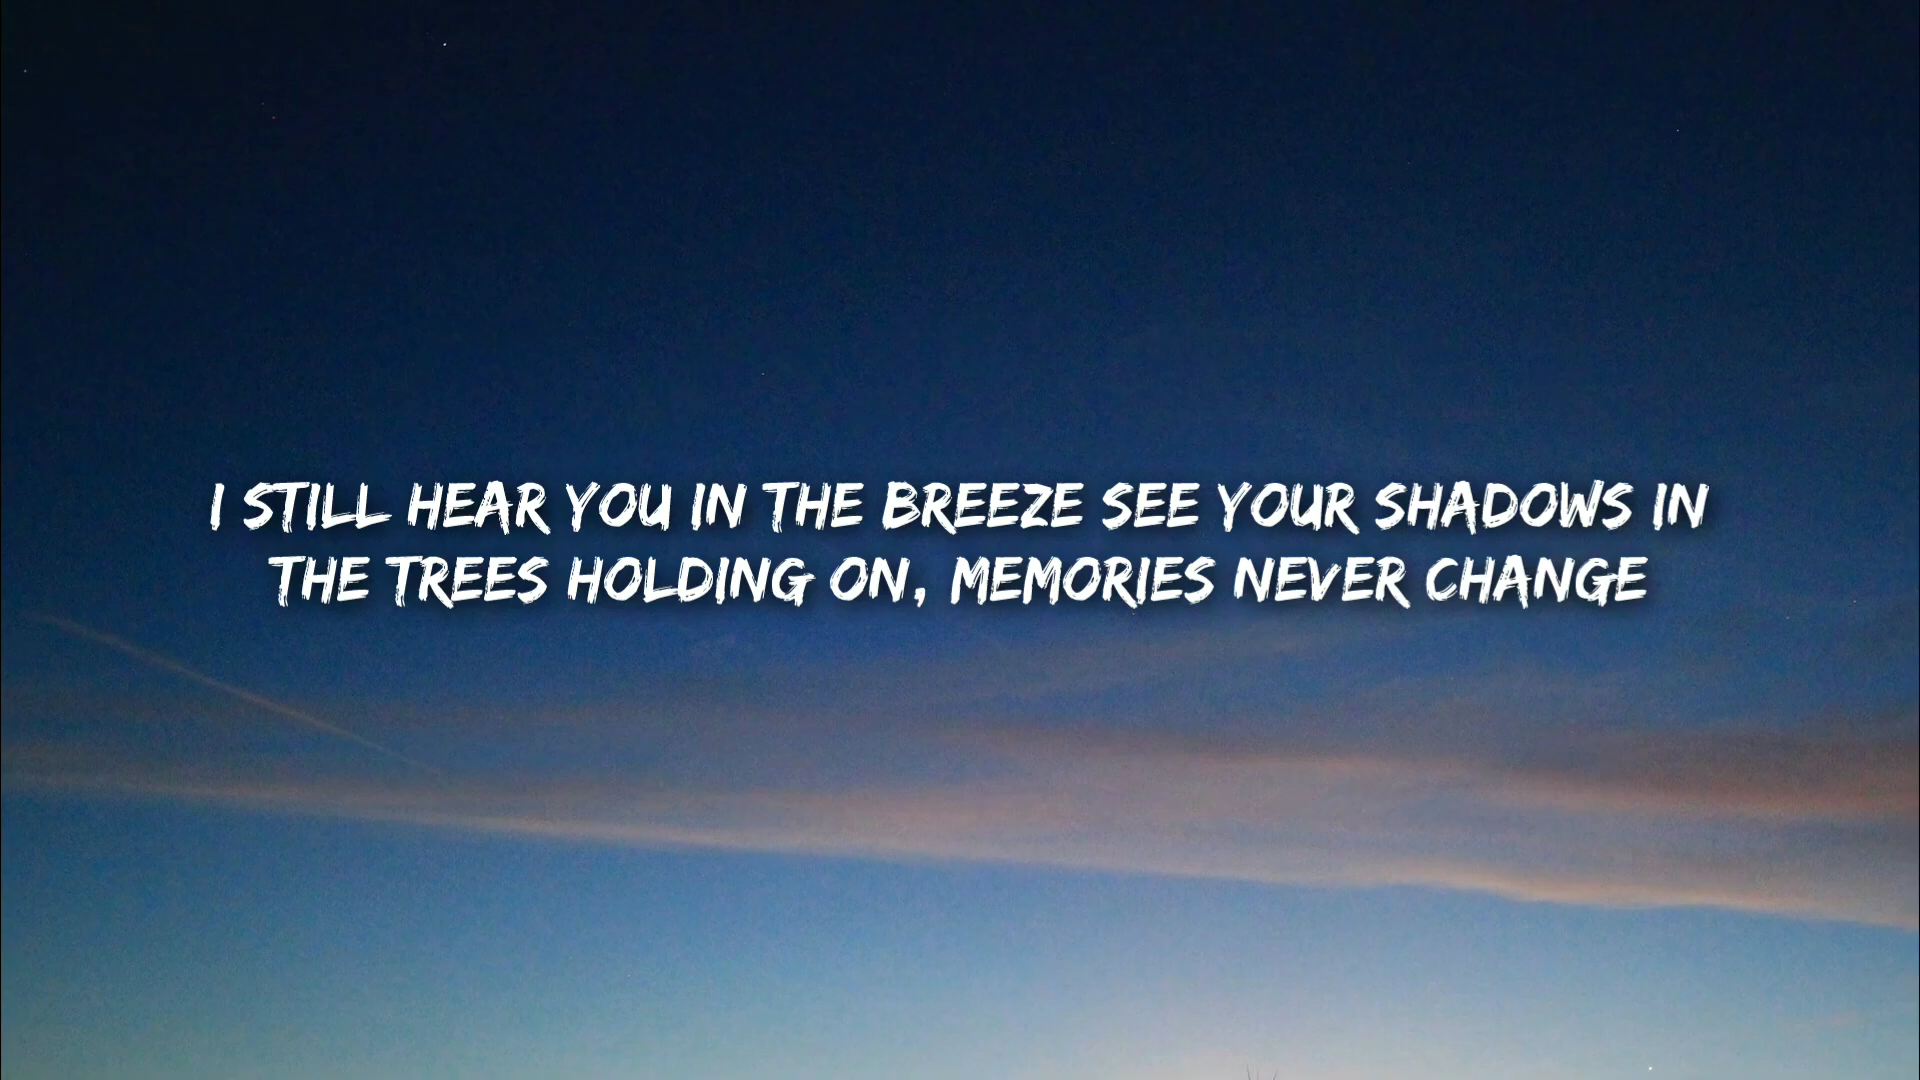 I STILL HEAR YOU IN THE BREEZE SEE YOUR SHADOWS IN
THE TREES HOLDING ON, MEMORIES NEVER CHANGE